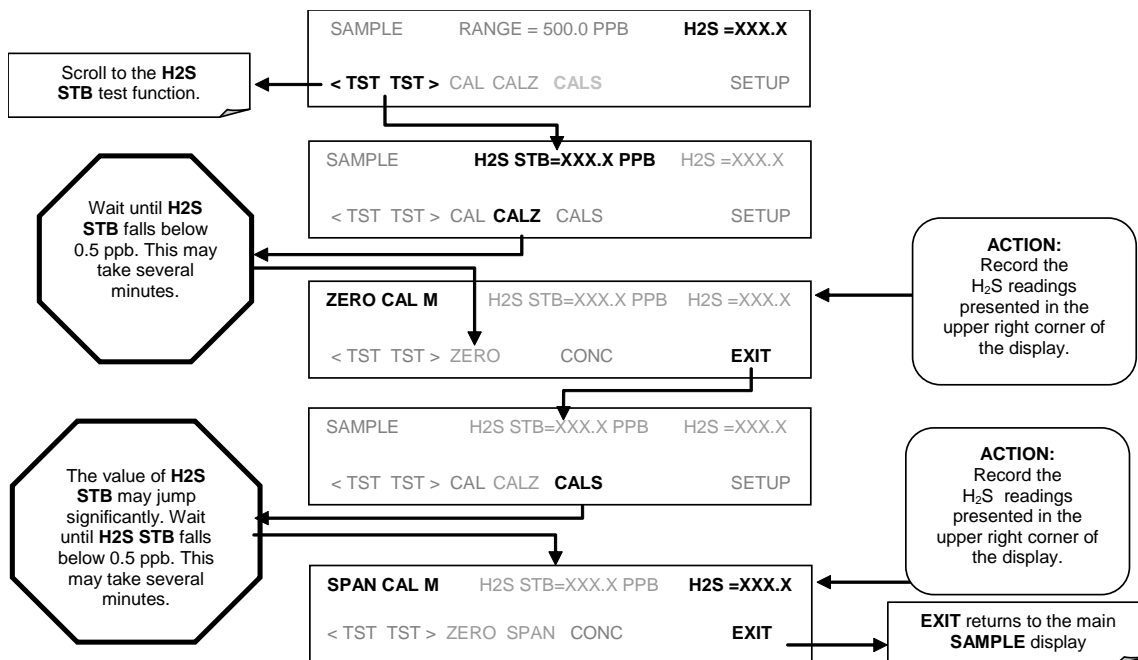 SAMPLE RANGE = 500.0 PPB H2S =XXX.X
< TST TST > CAL CALZ CALS SETUP
Scroll to the H2S
STB test function.
SAMPLE H2S STB=XXX.X PPB H2S =XXX.X
< TST TST > CAL CALZ CALS SETUP
Wait until H2S
STB falls below
0.5 ppb. This may
take several
minutes.
ZERO CAL M H2S STB=XXX.X PPB H2S =XXX.X
< TST TST > ZERO CONC EXIT
ACTION:
Record the
H₂S readings
presented in the
upper right corner of
the display.
SAMPLE H2S STB=XXX.X PPB H2S =XXX.X
< TST TST > CAL CALZ CALS SETUP
The value of H2S
STB may jump
significantly. Wait
until H2S STB falls
below 0.5 ppb. This
may take several
minutes.
ACTION:
Record the
H₂S readings
presented in the
upper right corner of
the display.
SPAN CAL M H2S STB=XXX.X PPB H2S =XXX.X
< TST TST > ZERO SPAN CONC EXIT
EXIT returns to the main
SAMPLE display